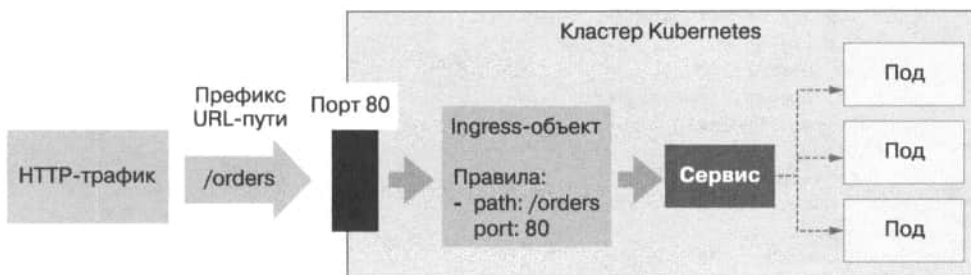 Кластер Kubernetes
Префикс
URL-пути
Порт 80
HTTP-трафик
/orders
Ingress-объект
Правила:
- path: /orders
port: 80
Сервис
Под
Под
Под